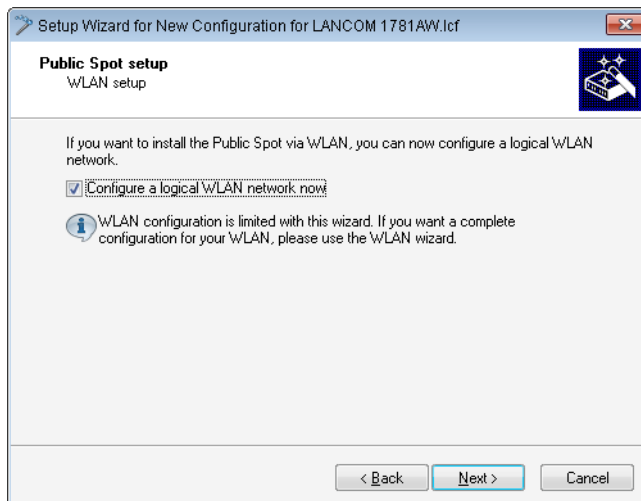 Setup Wizard for New Configuration for LANCOM 1781AW.lcf
Public Spot setup
WLAN setup
If you want to install the Public Spot via WLAN, you can now configure a logical WLAN
network.
Configure a logical WLAN network now
WLAN configuration is limited with this wizard. If you want a complete
configuration for your WLAN, please use the WLAN wizard.
< Back
Next >
Cancel